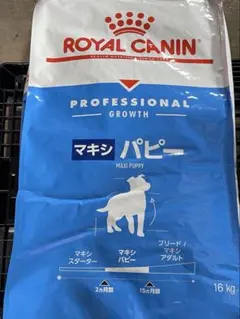 ROYAL CANIN
PROFESSIONAL
GROWTH
マキシ パピー
MAXI PUPPY
マキシ
スターター
マキシ
パピー
ブリード/
マキシ
アダルト
2ヵ月齢
15ヵ月齢
16 kg